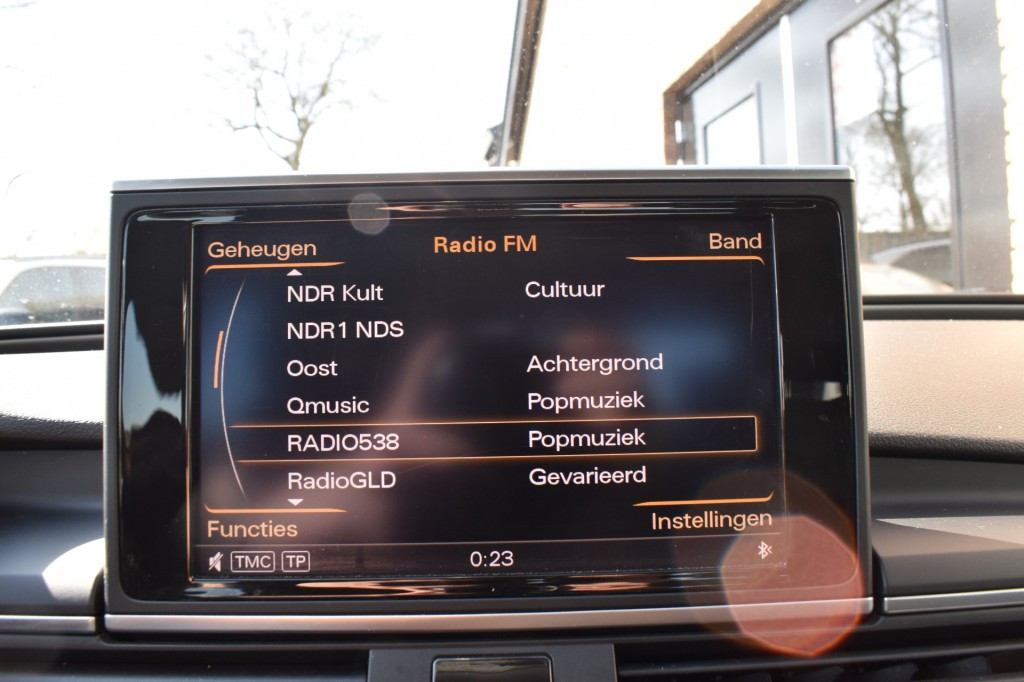 Geheugen Radio FM Band
NDR Kult Cultuur
NDR1 NDS
Oost Achtergrond
Qmusic Popmuziek
RADIO538 Popmuziek
RadioGLD Gevarieerd
Functies Instellingen
TMC TP 0:23